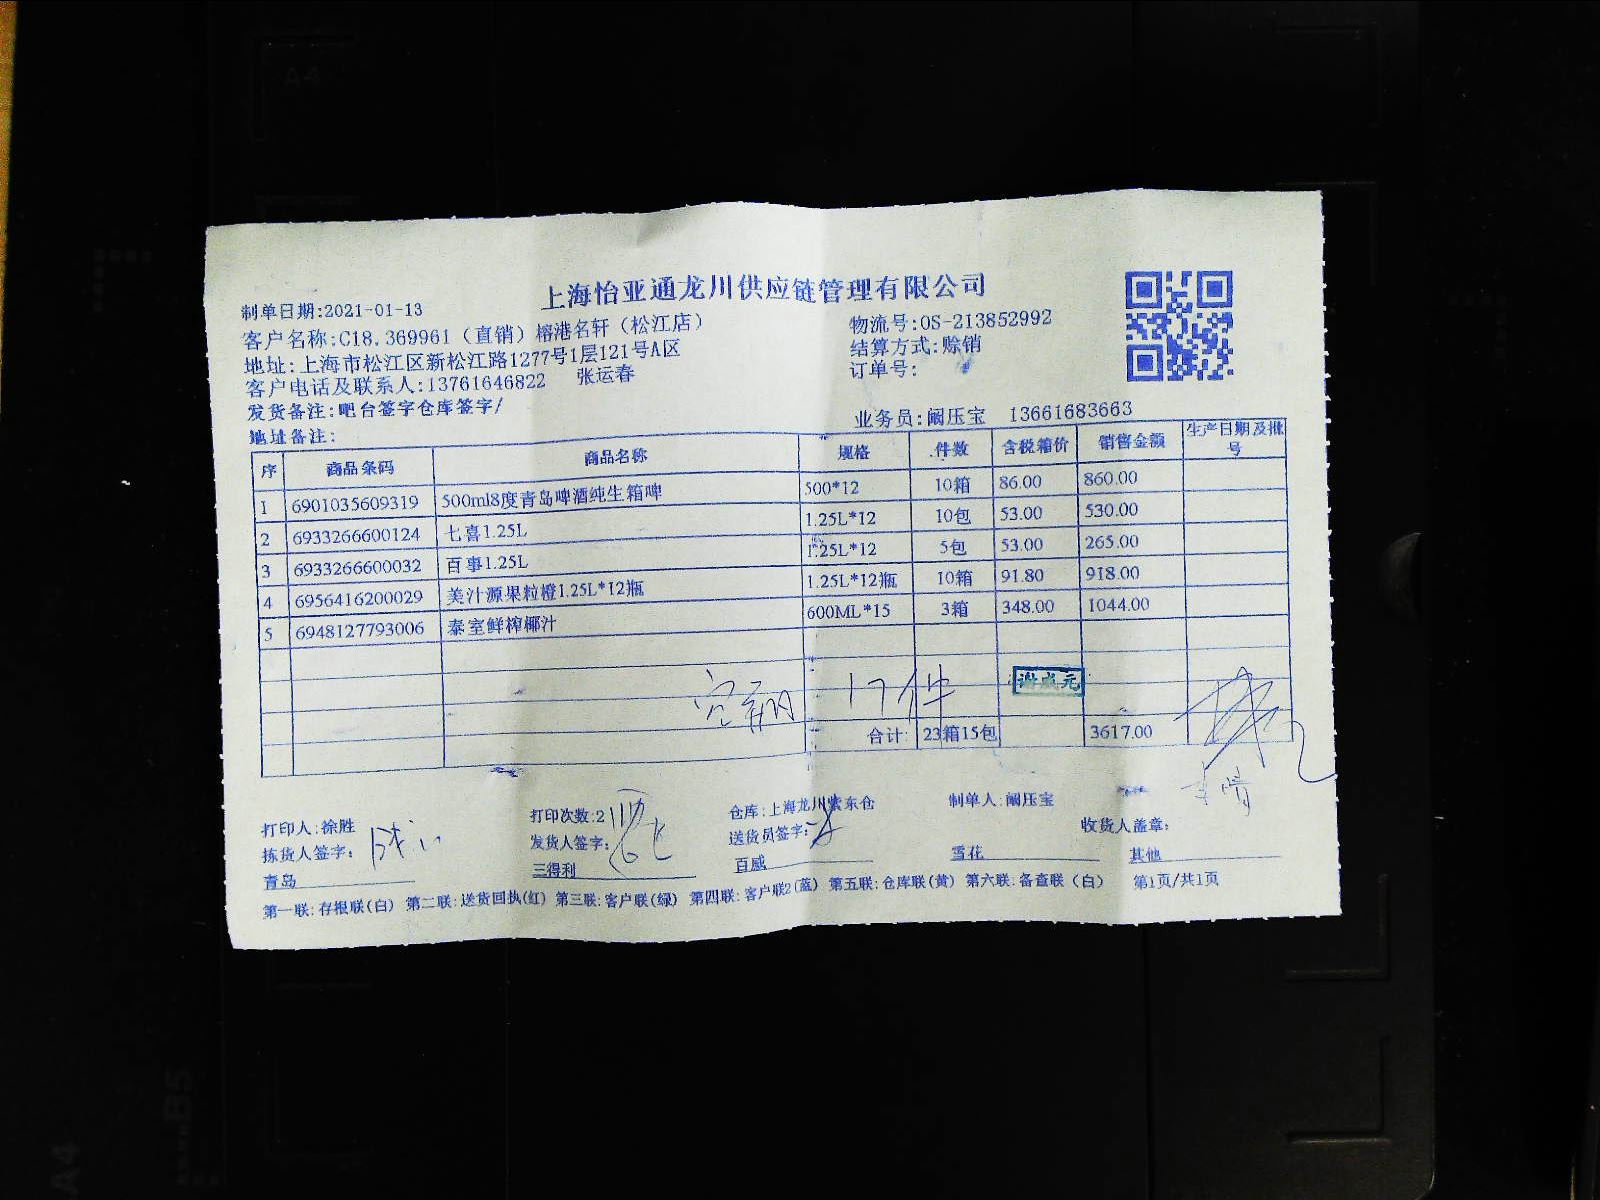 上海怡亚通龙川供应链管理有限公司
制单日期:2021-01-13
客户名称:C18.369961（直销）榕港名轩（松江店）
物流号:OS-213852992
地址:上海市松江区新松江路1277号1层121号A区
结算方式:赊销
客户电话及联系人:13761646822 张运春
订单号:
发货备注:吧台签字仓库签字/
业务员:阚压宝 13661683663
地址备注:
序 商品条码 商品名称 规格 件数 含税箱价 销售金额 生产日期及批号
1 6901035609319 500ml8度青岛啤酒纯生箱啤 500*12 10箱 86.00 860.00
2 6933266600124 七喜1.25L 1.25L*12 10包 53.00 530.00
3 6933266600032 百事1.25L 1.25L*12 5包 53.00 265.00
4 6956416200029 美汁源果粒橙1.25L*12瓶 1.25L*12瓶 10箱 91.80 918.00
5 6948127793006 泰室鲜榨椰汁 600ML*15 3箱 348.00 1044.00
17件
谢成元
合计: 23箱15包 3617.00
打印人:徐胜 打印次数:2 仓库:上海龙川紫东仓 制单人:阚压宝
拣货人签字: 发货人签字: 送货员签字: 收货人盖章:
青岛 三得利 百威 雪花 其他
第一联:存根联(白) 第二联:送货回执(红) 第三联:客户联(绿) 第四联:客户联2(蓝) 第五联:仓库联(黄) 第六联:备查联(白) 第1页/共1页